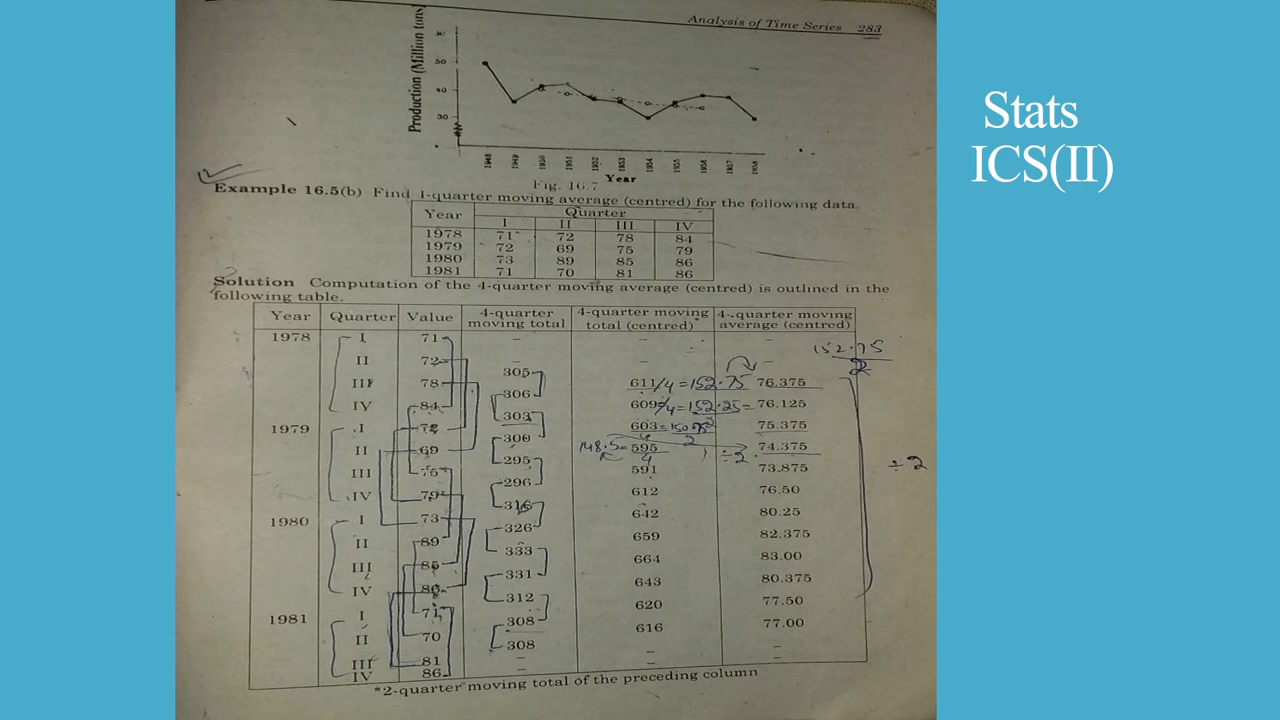 Analysis of Time Series 283
Production (Million tons)
50
40
30
1948 1949 1950 1951 1952 1953 1954 1955 1956 1957 1958
Year
Fig. 16.7
Example 16.5(b) Find 4-quarter moving average (centred) for the following data.
Year Quarter
I II III IV
1978 71 72 78 84
1979 72 69 75 79
1980 73 89 85 86
1981 71 70 81 86
Solution Computation of the 4-quarter moving average (centred) is outlined in the
following table.
Year Quarter Value 4-quarter moving total 4-quarter moving total (centred)* 4-quarter moving average (centred)
1978 I 71 – – –
II 72 – –
305
III 78 611/4 = 152.75 76.375
306
IV 84 609/4 = 152.25 = 76.125
303
1979 I 72 603 = 150.75 75.375
300
II 69 148.5 = 595/4 ÷2 74.375
295
III 75 591 73.875
296
IV 79 612 76.50
316
1980 I 73 642 80.25
326
II 89 659 82.375
333
III 85 664 83.00
331
IV 86 643 80.375
312
1981 I 71 620 77.50
308
II 70 616 77.00
308
III 81 – – –
IV 86 – – –
*2-quarter moving total of the preceding column
152.75
2
÷2
Stats
ICS(II)